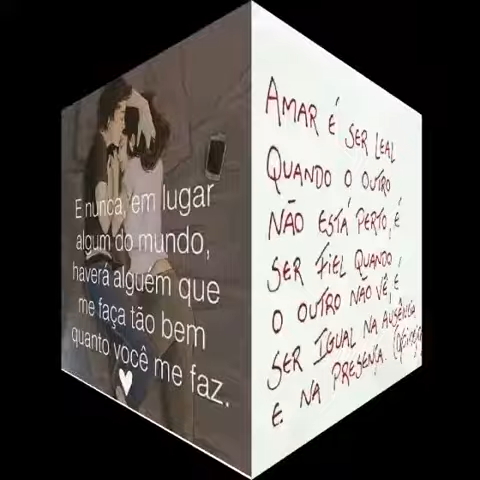 E nunca, em lugar
algum do mundo,
haverá alguém que
me faça tão bem
quanto você me faz.
AMAR É SER LEAL
QUANDO O OUTRO
NÃO ESTÁ PERTO, É
SER FIEL QUANDO
O OUTRO NÃO VÊ, É
SER IGUAL NA AUSÊNCIA
E NA PRESENÇA.